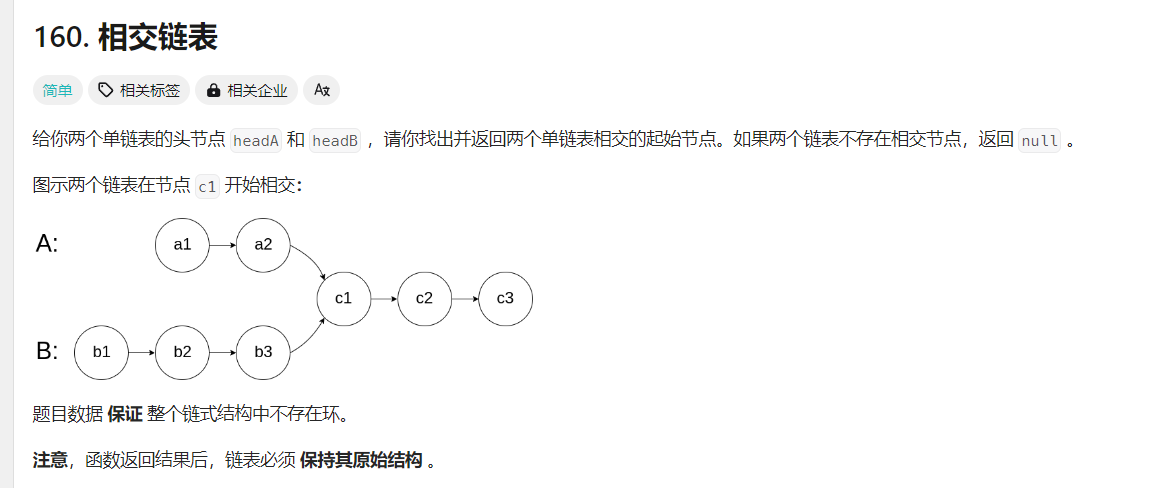 160. 相交链表
简单 相关标签 相关企业 Aあ
给你两个单链表的头节点 headA 和 headB ，请你找出并返回两个单链表相交的起始节点。如果两个链表不存在相交节点，返回 null 。
图示两个链表在节点 c1 开始相交：
A: a1 a2
c1 c2 c3
B: b1 b2 b3
题目数据 保证 整个链式结构中不存在环。
注意，函数返回结果后，链表必须 保持其原始结构 。